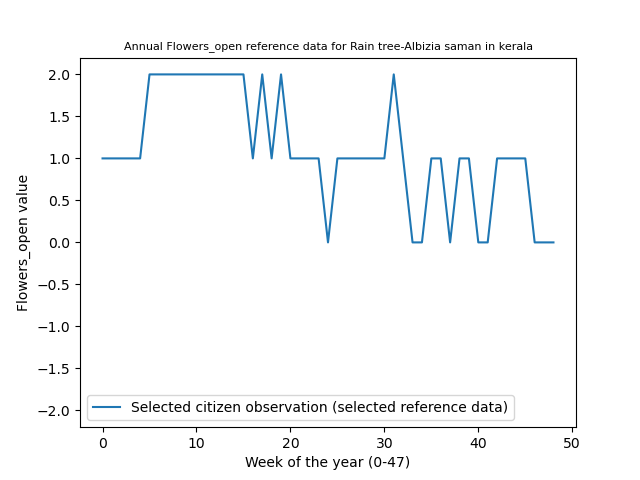 Annual Flowers_open reference data for Rain tree-Albizia saman in kerala
2.0
1.5
1.0
0.5
0.0
−0.5
−1.0
−1.5
−2.0
Flowers_open value
Selected citizen observation (selected reference data)
0 10 20 30 40 50
Week of the year (0-47)